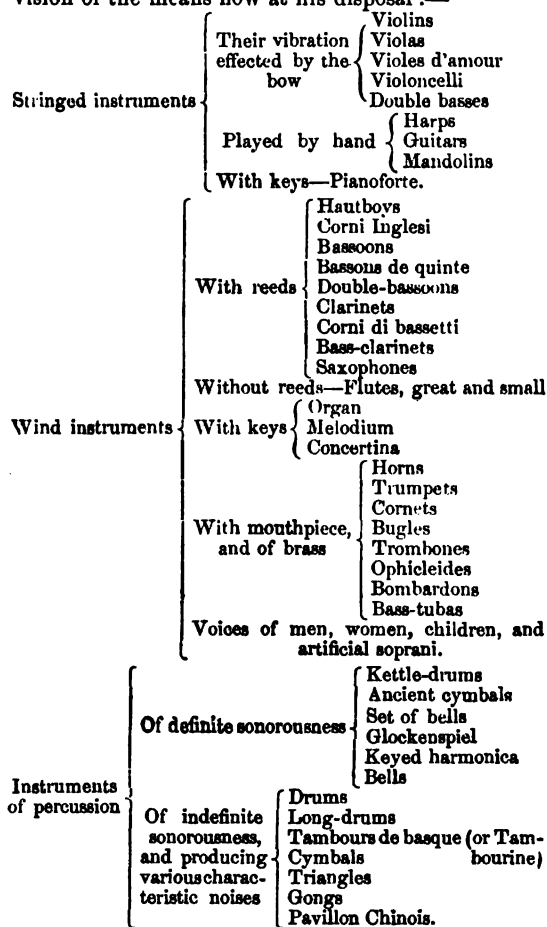 vision of the means now at his disposal :—
Stringed instruments
Their vibration
effected by the
bow
Violins
Violas
Violes d'amour
Violoncelli
Double basses
Played by hand
Harps
Guitars
Mandolins
With keys—Pianoforte.
Wind instruments
With reeds
Hautboys
Corni Inglesi
Bassoons
Bassons de quinte
Double-bassoons
Clarinets
Corni di bassetti
Bass-clarinets
Saxophones
Without reeds—Flutes, great and small
With keys
Organ
Melodium
Concertina
With mouthpiece,
and of brass
Horns
Trumpets
Cornets
Bugles
Trombones
Ophicleides
Bombardons
Bass-tubas
Voices of men, women, children, and
artificial soprani.
Instruments
of percussion
Of definite sonorousness
Kettle-drums
Ancient cymbals
Set of bells
Glockenspiel
Keyed harmonica
Bells
Of indefinite
sonorousness,
and producing
various charac-
teristic noises
Drums
Long-drums
Tambours de basque (or Tam-
bourine)
Cymbals
Triangles
Gongs
Pavillon Chinois.